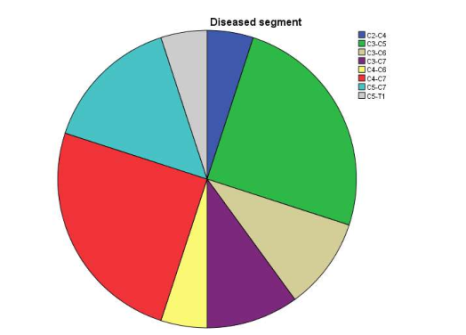 Diseased segment
C2-C4
C3-C5
C3-C6
C3-C7
C4-C6
C4-C7
C5-C7
C5-T1